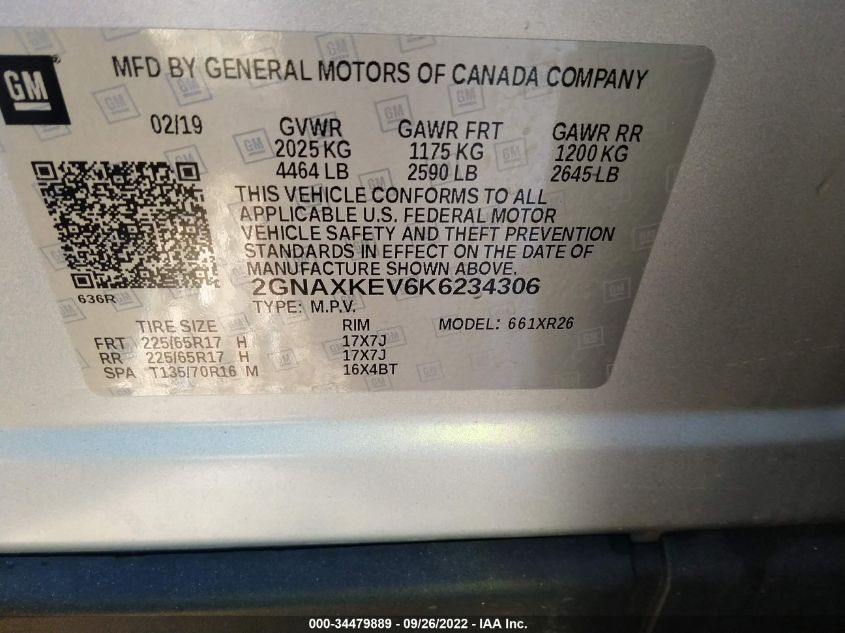 GM
MFD BY GENERAL MOTORS OF CANADA COMPANY
02/19 GVWR GAWR FRT GAWR RR
2025 KG 1175 KG 1200 KG
4464 LB 2590 LB 2645 LB
THIS VEHICLE CONFORMS TO ALL
APPLICABLE U.S. FEDERAL MOTOR
VEHICLE SAFETY AND THEFT PREVENTION
STANDARDS IN EFFECT ON THE DATE OF
MANUFACTURE SHOWN ABOVE.
636R 2GNAXKEV6K6234306
TYPE: M.P.V.
TIRE SIZE RIM MODEL: 661XR26
FRT 225/65R17 H 17X7J
RR 225/65R17 H 17X7J
SPA T135/70R16 M 16X4BT
000-34479889 - 09/26/2022 - IAA Inc.